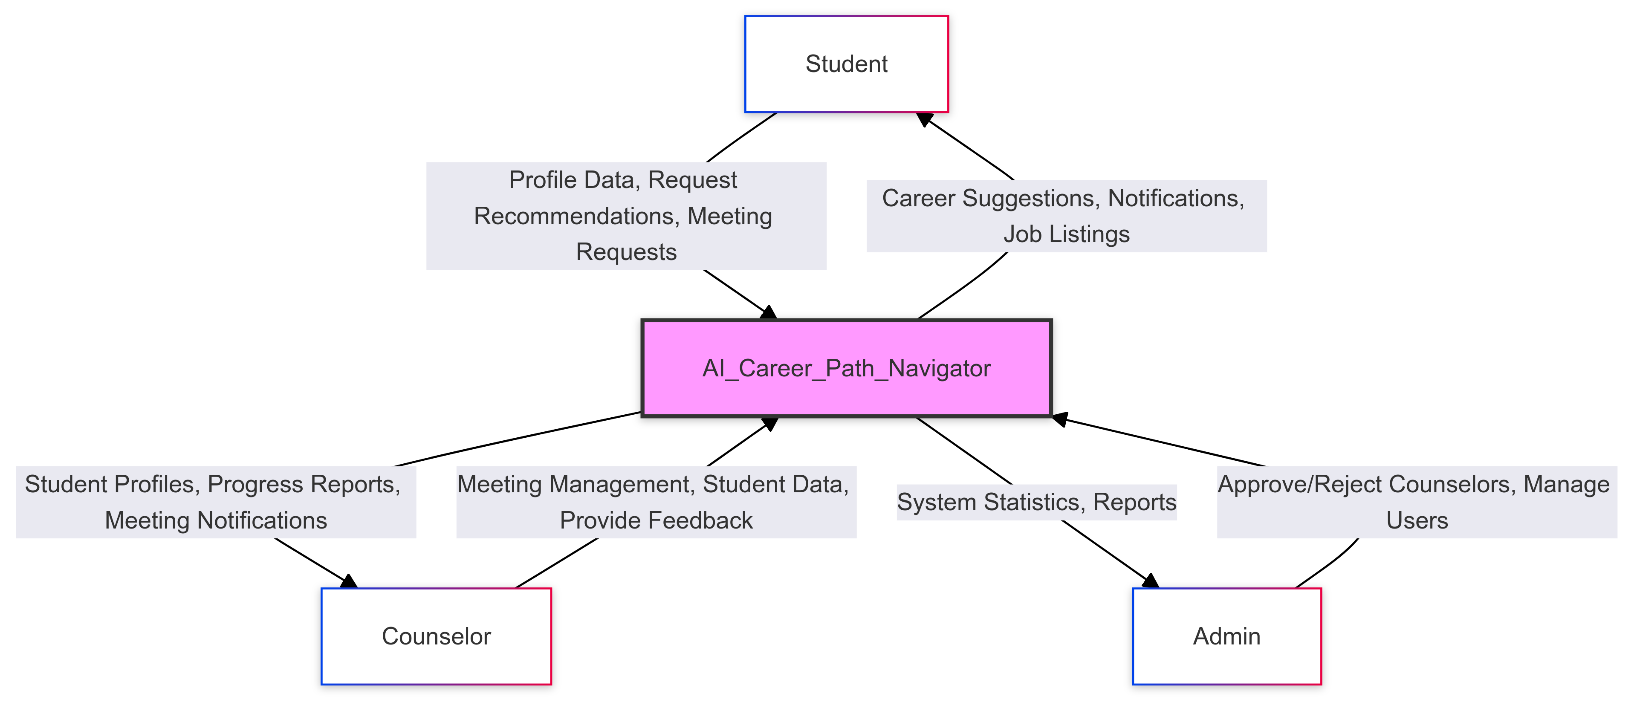 Student
Profile Data, Request
Recommendations, Meeting
Requests
Career Suggestions, Notifications,
Job Listings
AI_Career_Path_Navigator
Student Profiles, Progress Reports,
Meeting Notifications
Meeting Management, Student Data,
Provide Feedback
System Statistics, Reports
Approve/Reject Counselors, Manage
Users
Counselor
Admin